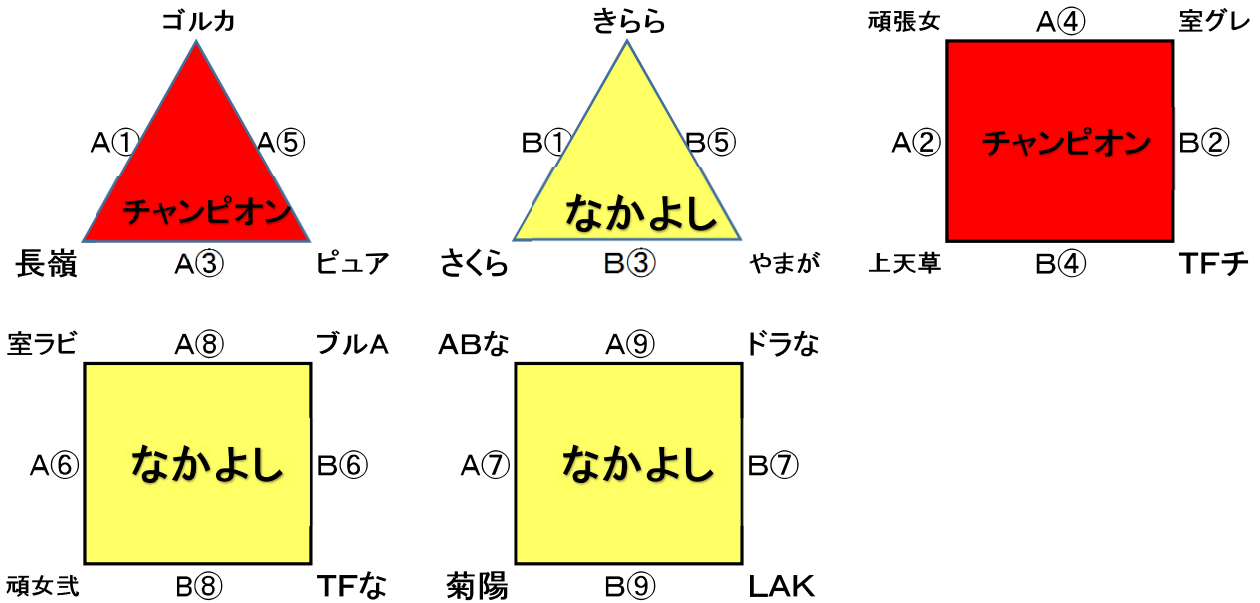 ゴルカ
きらら
頑張女 A④ 室グレ
A① A⑤
B① B⑤
A② チャンピオン B②
チャンピオン
なかよし
長嶺 A③ ピュア
さくら B③ やまが
上天草 B④ TFチ
室ラビ A⑧ ブルA
ABな A⑨ ドラな
A⑥ なかよし B⑥
A⑦ なかよし B⑦
頑女弐 B⑧ TFな
菊陽 B⑨ LAK